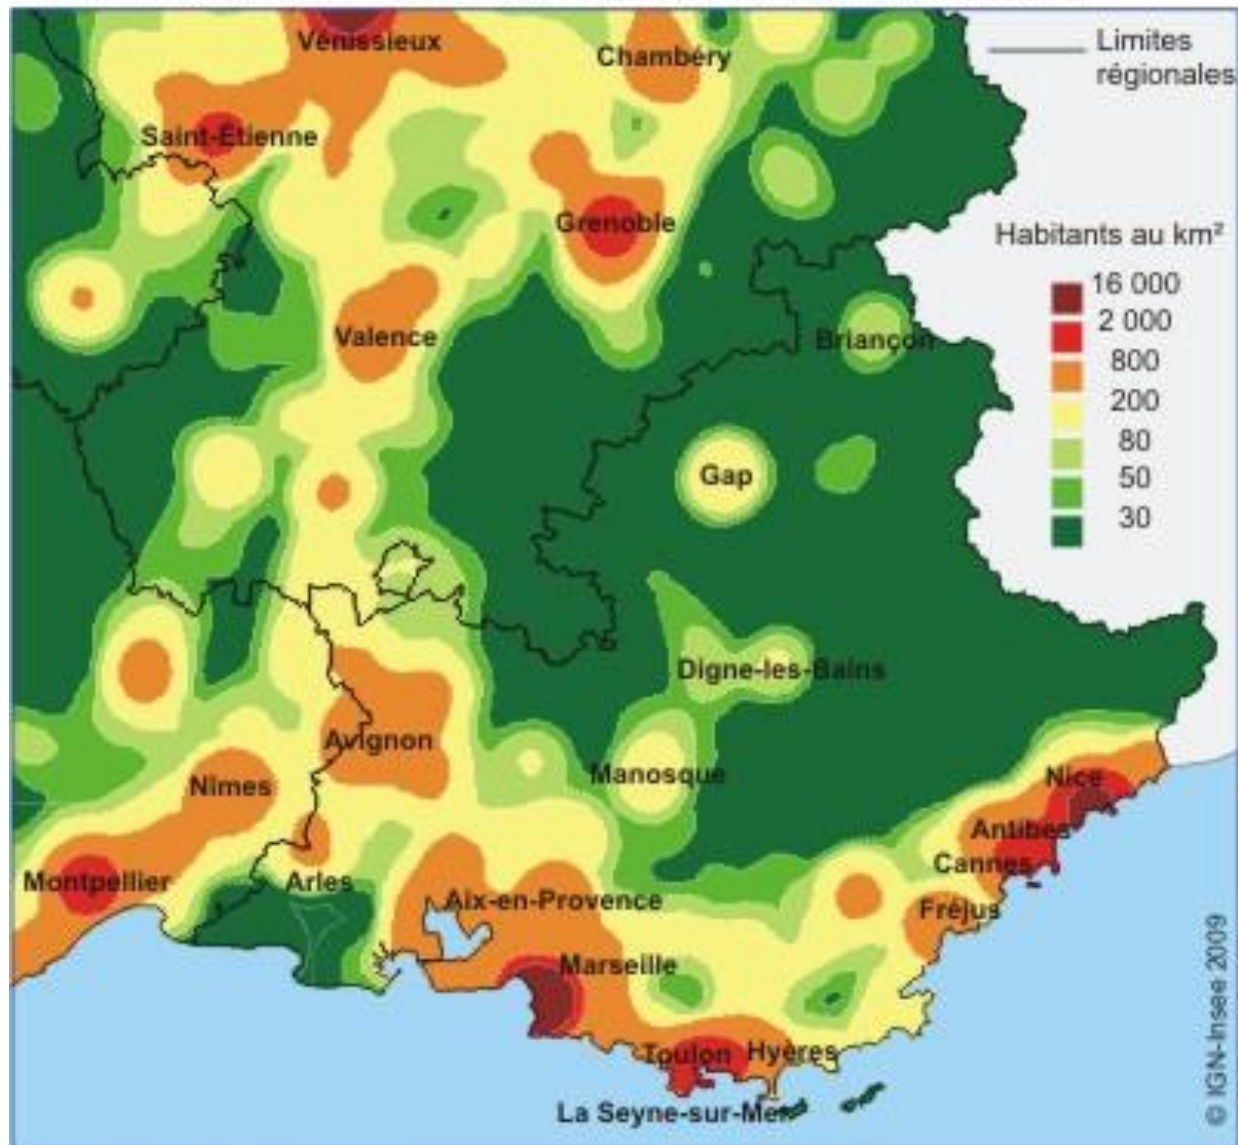 Vénissieux
Chambéry
Limites
régionales
Saint-Étienne
Grenoble
Habitants au km²
16 000
2 000
800
200
80
50
30
Valence
Briançon
Gap
Digne-les-Bains
Avignon
Manosque
Nîmes
Nice
Antibes
Cannes
Montpellier
Arles
Aix-en-Provence
Fréjus
Marseille
Toulon
Hyères
La Seyne-sur-Mer
© IGN-Insee 2009